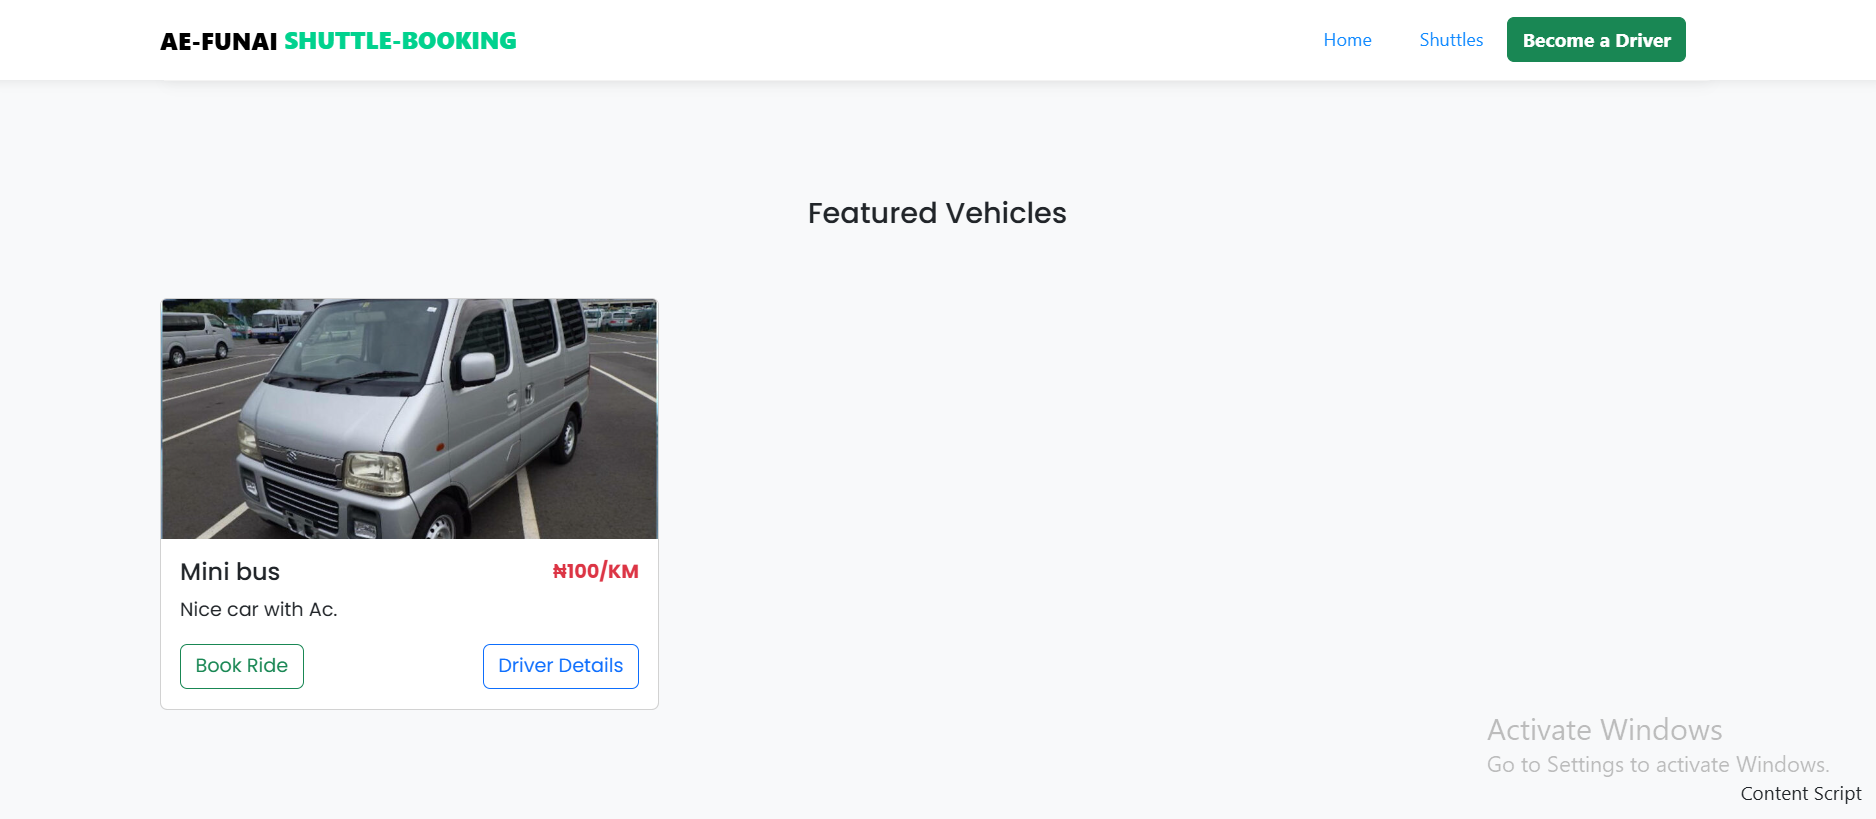 AE-FUNAI SHUTTLE-BOOKING
Home
Shuttles
Become a Driver
Featured Vehicles
Mini bus
₦100/KM
Nice car with Ac.
Book Ride
Driver Details
Activate Windows
Go to Settings to activate Windows.
Content Script